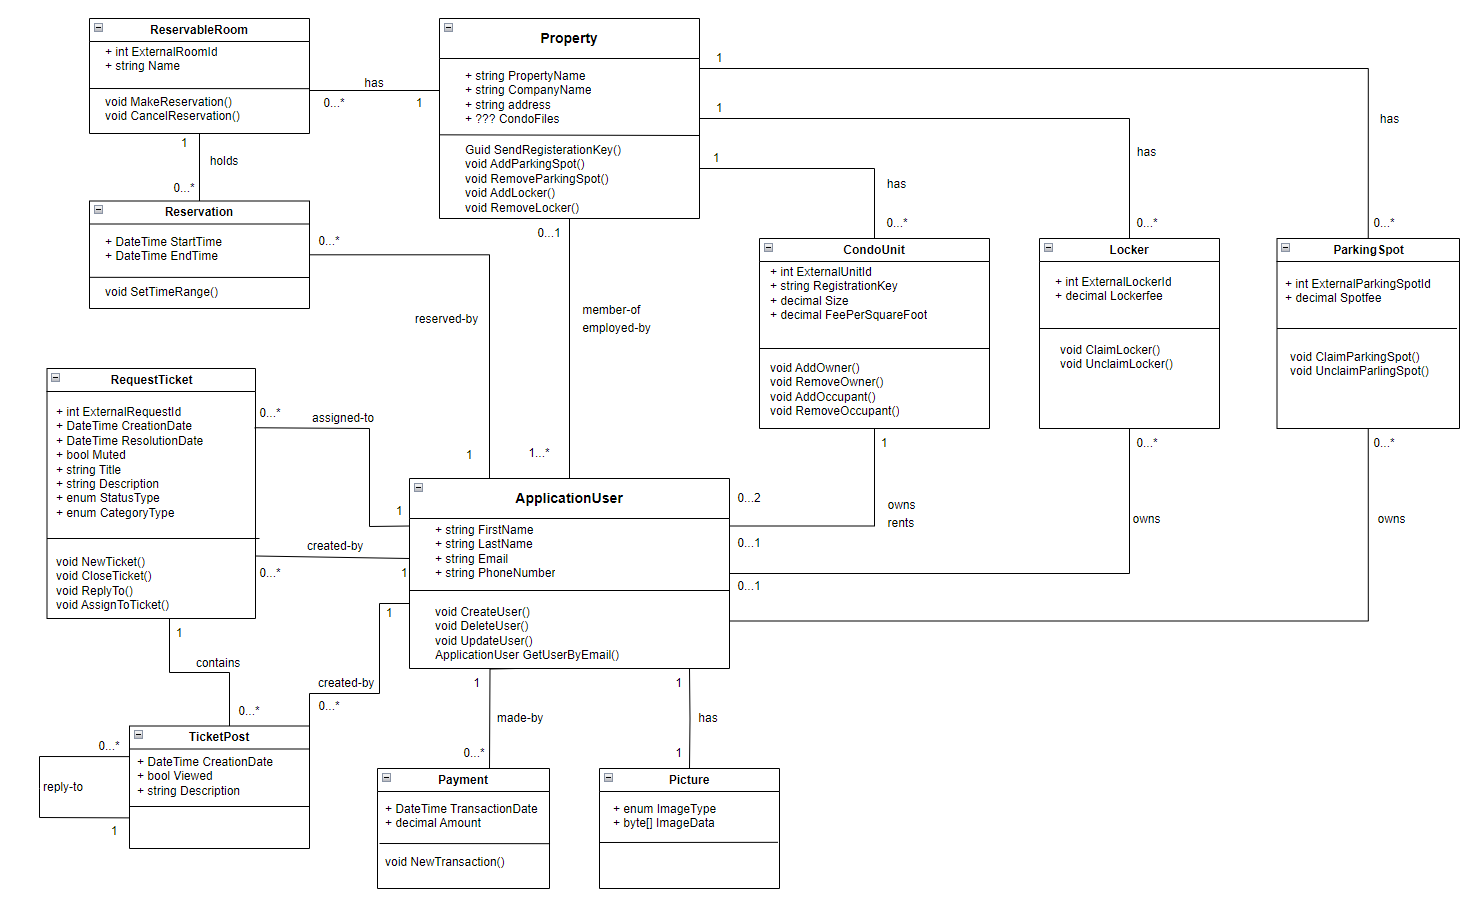 ReservableRoom
+ int ExternalRoomId
+ string Name
void MakeReservation()
void CancelReservation()
has
0...*
1
Property
+ string PropertyName
+ string CompanyName
+ string address
+ ??? CondoFiles
Guid SendRegisterationKey()
void AddParkingSpot()
void RemoveParkingSpot()
void AddLocker()
void RemoveLocker()
1
1
1
has
has
has
1
holds
0...*
Reservation
+ DateTime StartTime
+ DateTime EndTime
void SetTimeRange()
0...*
reserved-by
1
0...1
member-of
employed-by
1...*
0...*
0...*
0...*
CondoUnit
+ int ExternalUnitId
+ string RegistrationKey
+ decimal Size
+ decimal FeePerSquareFoot
void AddOwner()
void RemoveOwner()
void AddOccupant()
void RemoveOccupant()
Locker
+ int ExternalLockerId
+ decimal Lockerfee
void ClaimLocker()
void UnclaimLocker()
ParkingSpot
+ int ExternalParkingSpotId
+ decimal Spotfee
void ClaimParkingSpot()
void UnclaimParlingSpot()
1
0...*
0...*
owns
rents
owns
owns
RequestTicket
+ int ExternalRequestId
+ DateTime CreationDate
+ DateTime ResolutionDate
+ bool Muted
+ string Title
+ string Description
+ enum StatusType
+ enum CategoryType
void NewTicket()
void CloseTicket()
void ReplyTo()
void AssignToTicket()
0...*
assigned-to
1
created-by
0...*
1
ApplicationUser
+ string FirstName
+ string LastName
+ string Email
+ string PhoneNumber
void CreateUser()
void DeleteUser()
void UpdateUser()
ApplicationUser GetUserByEmail()
0...2
0...1
0...1
1
contains
0...*
1
created-by
0...*
TicketPost
+ DateTime CreationDate
+ bool Viewed
+ string Description
0...*
reply-to
1
1
made-by
0...*
Payment
+ DateTime TransactionDate
+ decimal Amount
void NewTransaction()
1
has
1
Picture
+ enum ImageType
+ byte[] ImageData